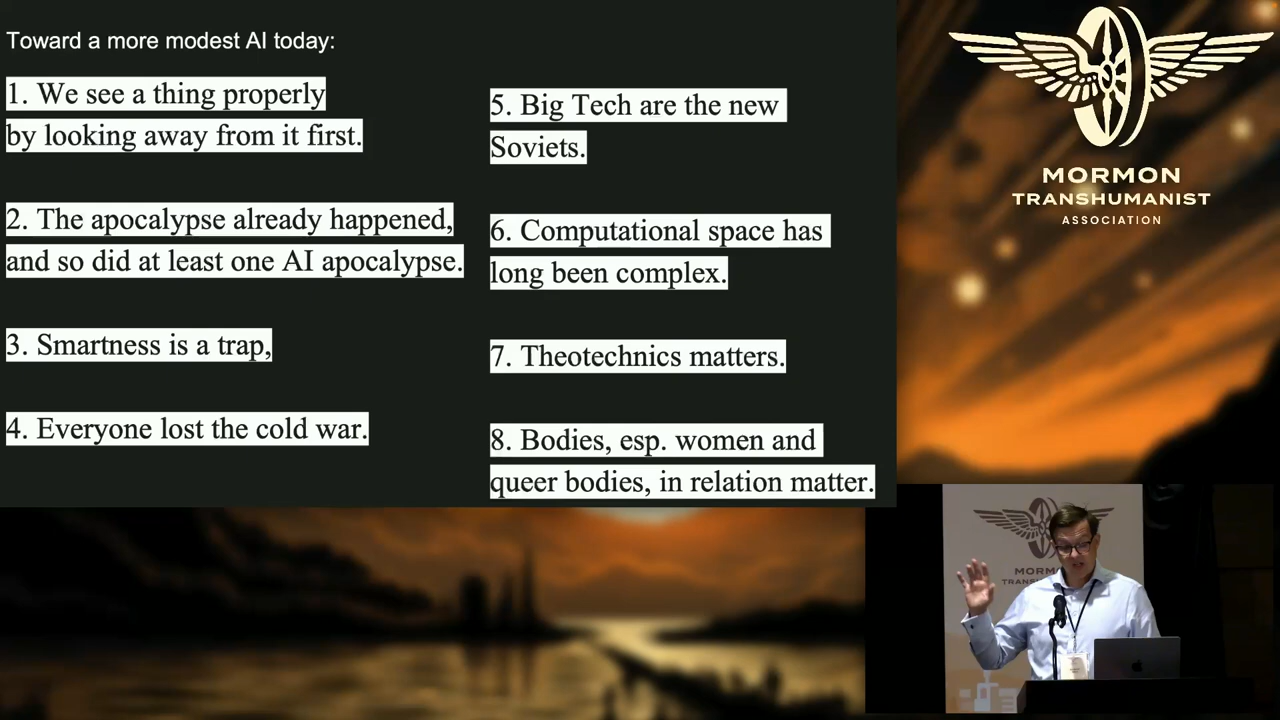 Toward a more modest AI today:
1. We see a thing properly
by looking away from it first.
2. The apocalypse already happened,
and so did at least one AI apocalypse.
3. Smartness is a trap,
4. Everyone lost the cold war.
5. Big Tech are the new
Soviets.
6. Computational space has
long been complex.
7. Theotechnics matters.
8. Bodies, esp. women and
queer bodies, in relation matter.
MORMON
TRANSHUMANIST
ASSOCIATION
MORM
TRANS